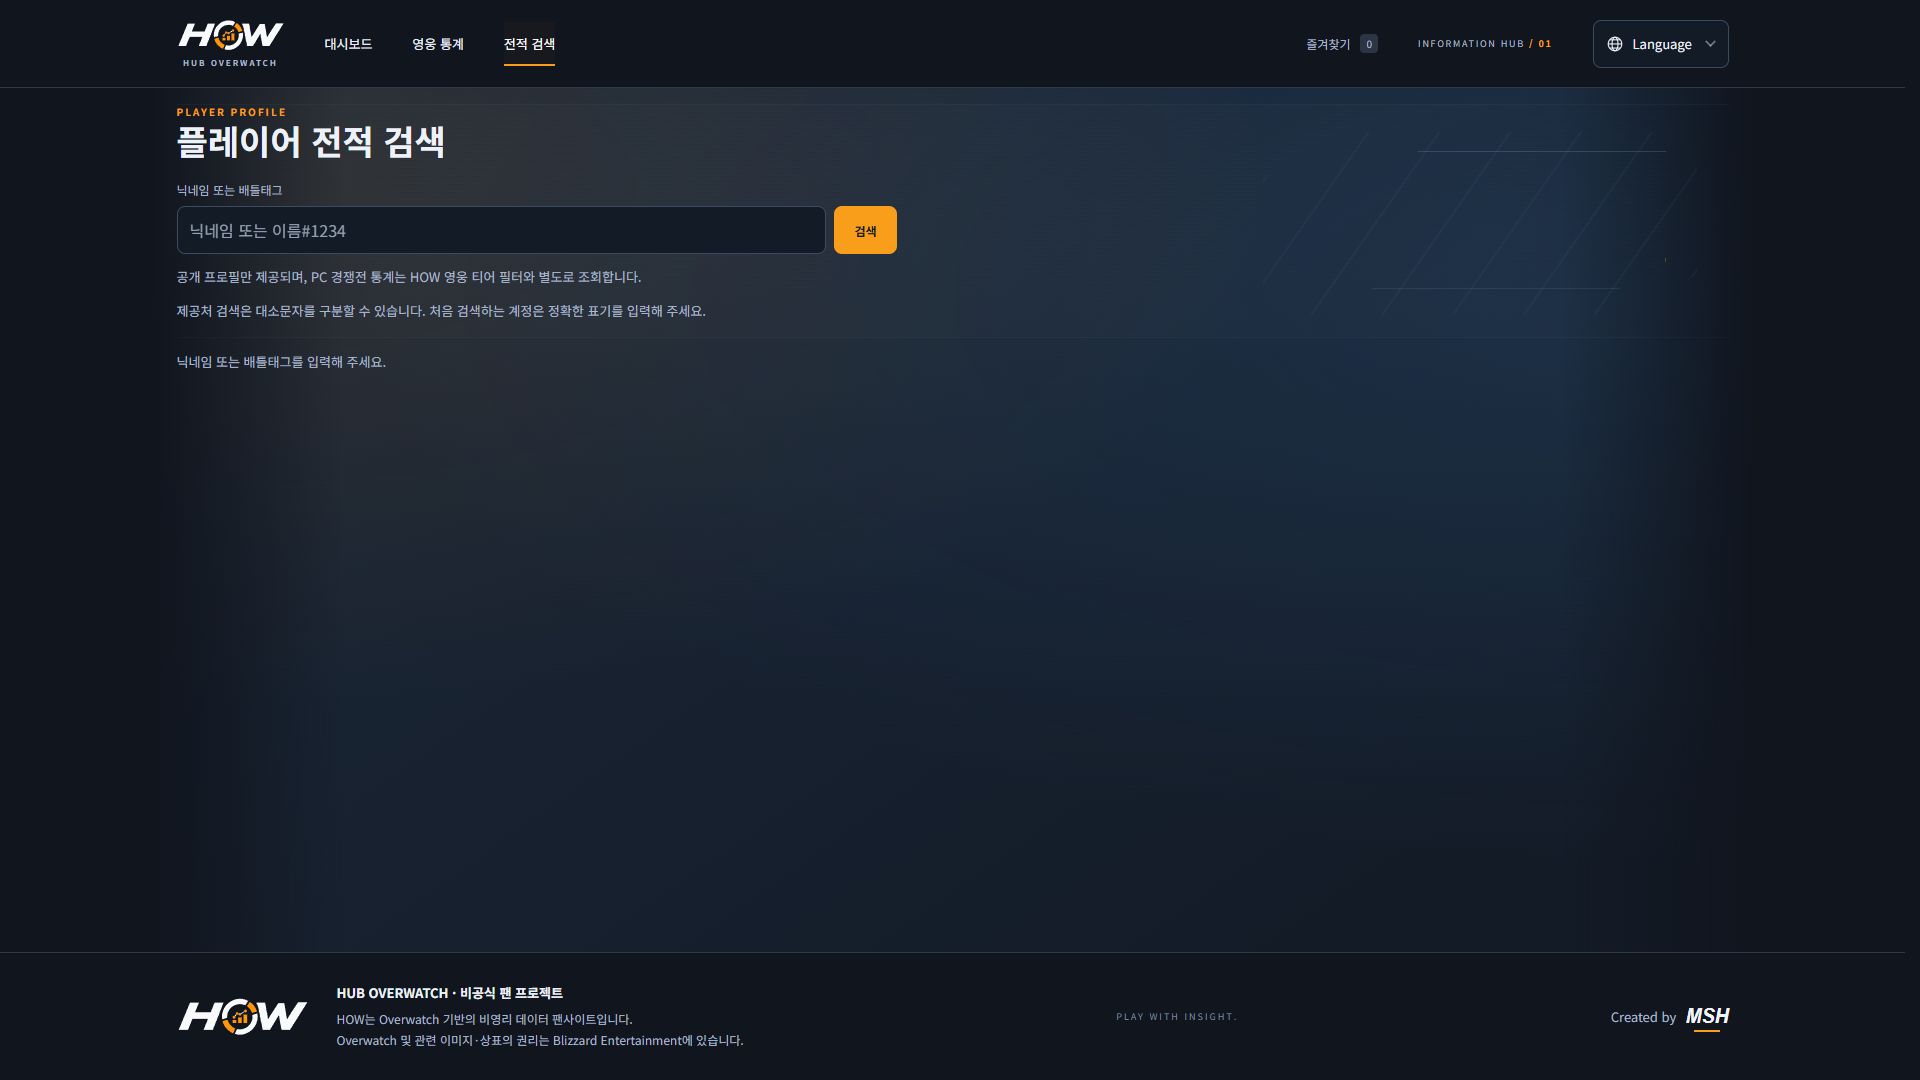 HOW
HUB OVERWATCH
대시보드
영웅 통계
전적 검색
즐겨찾기 0
INFORMATION HUB / 01
Language
PLAYER PROFILE
플레이어 전적 검색
닉네임 또는 배틀태그
닉네임 또는 이름#1234
검색
공개 프로필만 제공되며, PC 경쟁전 통계는 HOW 영웅 티어 필터와 별도로 조회합니다.
제공처 검색은 대소문자를 구분할 수 있습니다. 처음 검색하는 계정은 정확한 표기를 입력해 주세요.
닉네임 또는 배틀태그를 입력해 주세요.
HOW
HUB OVERWATCH · 비공식 팬 프로젝트
HOW는 Overwatch 기반의 비영리 데이터 팬사이트입니다.
Overwatch 및 관련 이미지·상표의 권리는 Blizzard Entertainment에 있습니다.
PLAY WITH INSIGHT.
Created by MSH